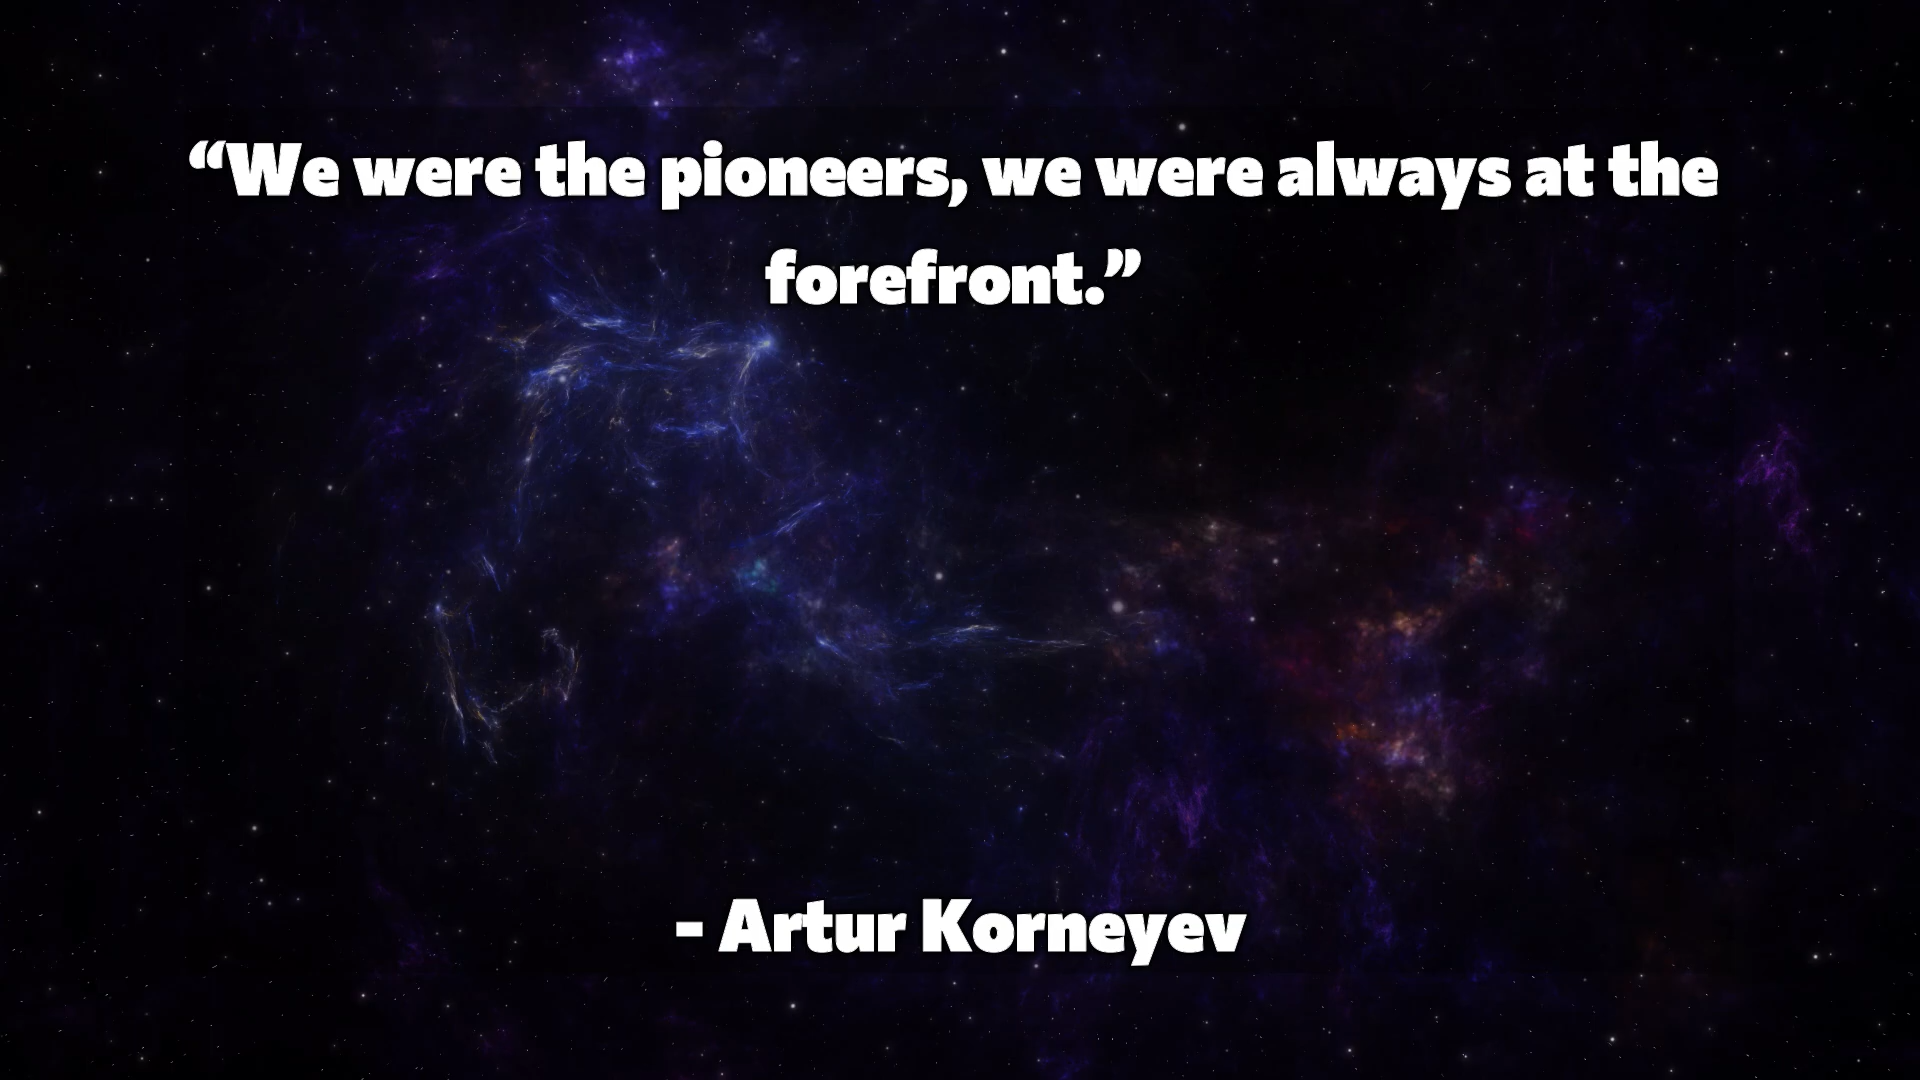 “We were the pioneers, we were always at the
forefront.”
- Artur Korneyev